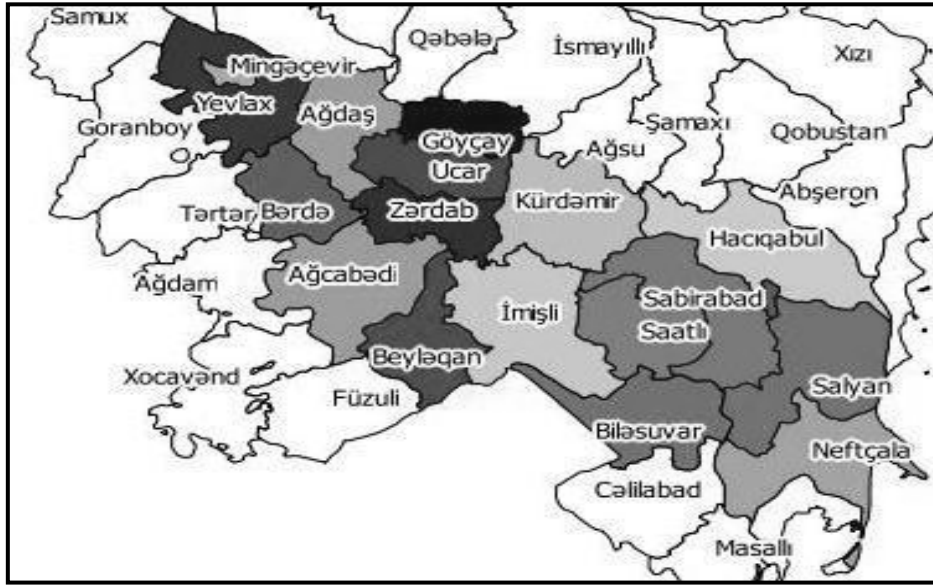 Samux
Qəbələ
İsmayıllı
Xızı
Mingəçevir
Yevlax
Ağdaş
Goranboy
Göyçay
Ağsu
Şamaxı
Qobustan
Ucar
Abşeron
Tərtər
Bərdə
Zərdab
Kürdəmir
Hacıqabul
Ağdam
Ağcabədi
İmişli
Sabirabad
Saatlı
Xocavənd
Beyləqan
Füzuli
Salyan
Biləsuvar
Neftçala
Cəlilabad
Masallı